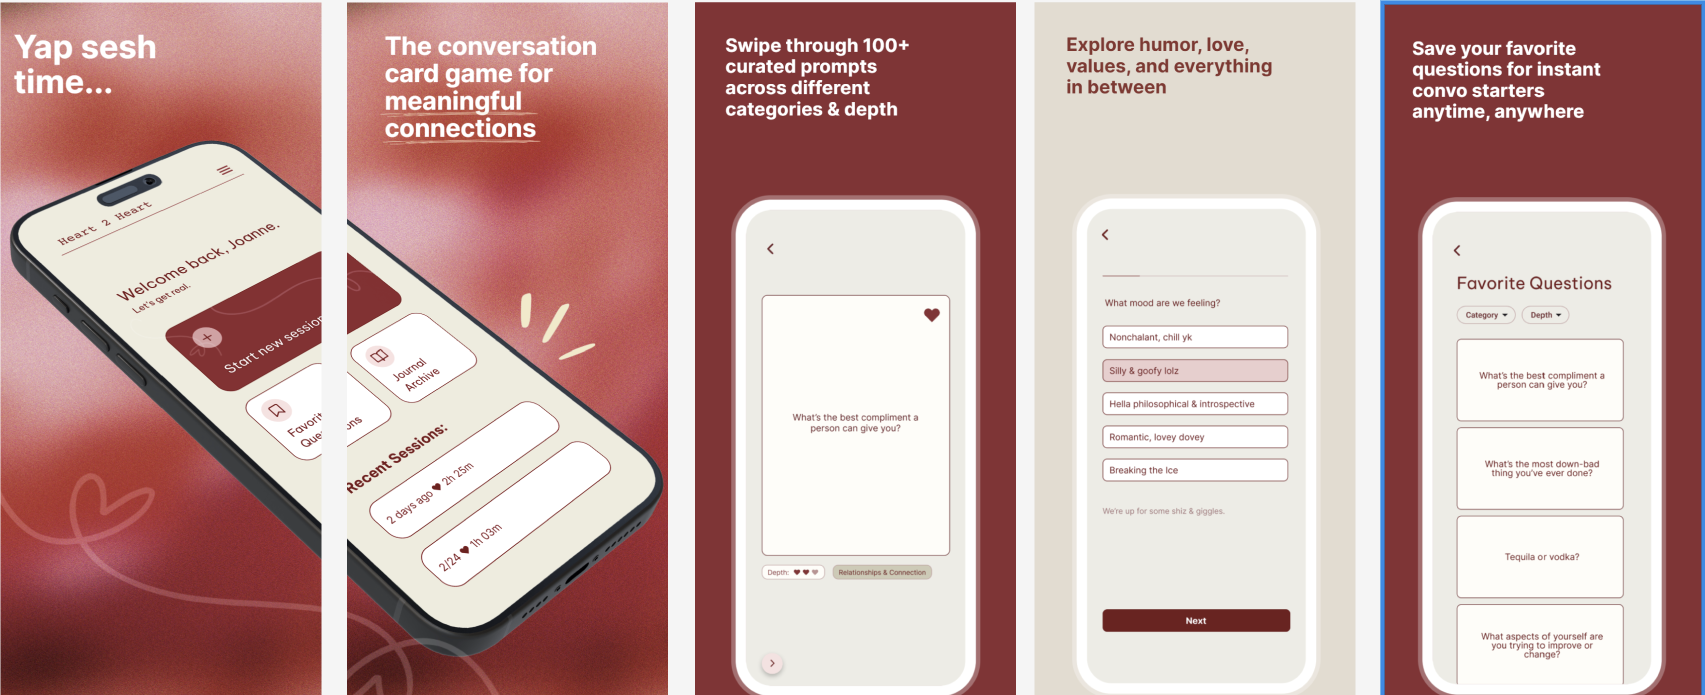 Yap sesh
time...
Heart 2 Heart
Welcome back, Joanne.
Let's get real.
Start new session
Favorit
Que
The conversation
card game for
meaningful
connections
Journal
Archive
ons
Recent Sessions:
2 days ago ♥ 2h 25m
2/24 ♥ 1h 03m
Swipe through 100+
curated prompts
across different
categories & depth
What's the best compliment a
person can give you?
Depth: ♥ ♥ ♥
Relationships & Connection
Explore humor, love,
values, and everything
in between
What mood are we feeling?
Nonchalant, chill yk
Silly & goofy lolz
Hella philosophical & introspective
Romantic, lovey dovey
Breaking the Ice
We're up for some shiz & giggles.
Next
Save your favorite
questions for instant
convo starters
anytime, anywhere
Favorite Questions
Category
Depth
What's the best compliment a
person can give you?
What's the most down-bad
thing you've ever done?
Tequila or vodka?
What aspects of yourself are
you trying to improve or
change?